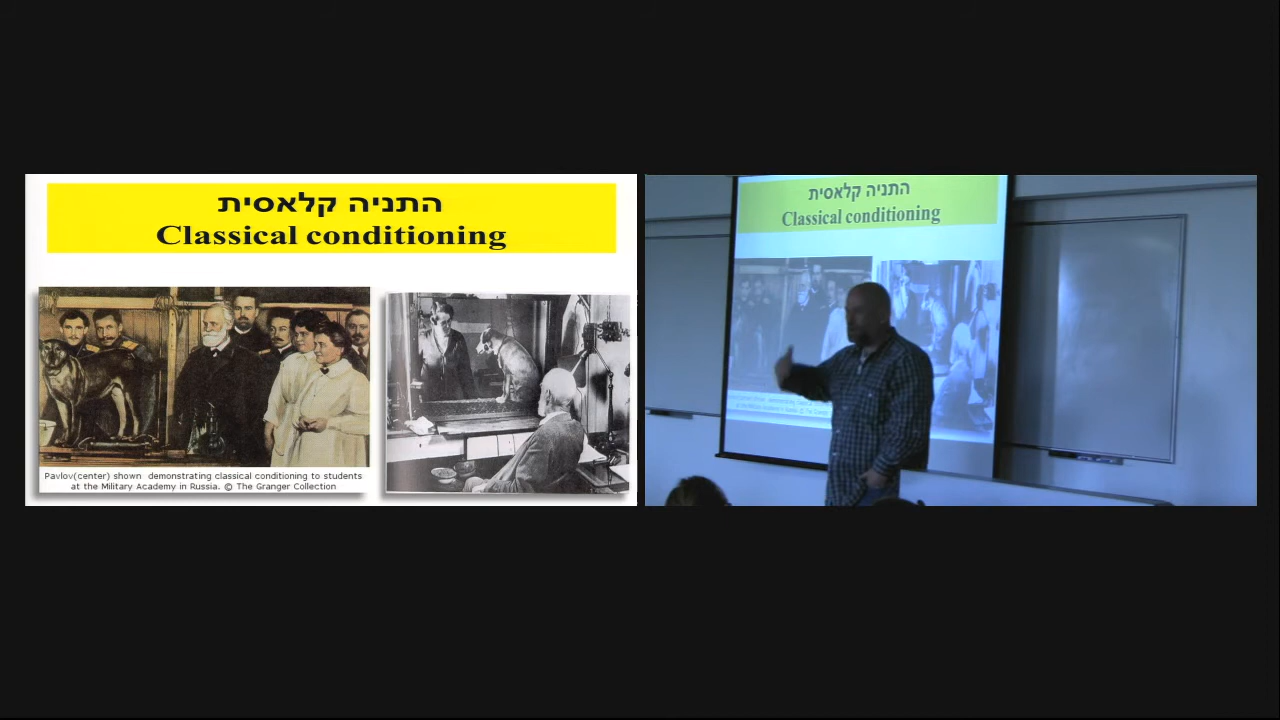 התניה קלאסית
Classical conditioning
Pavlov(center) shown demonstrating classical conditioning to students
at the Military Academy in Russia. © The Granger Collection
התניה קלאסית
Classical conditioning